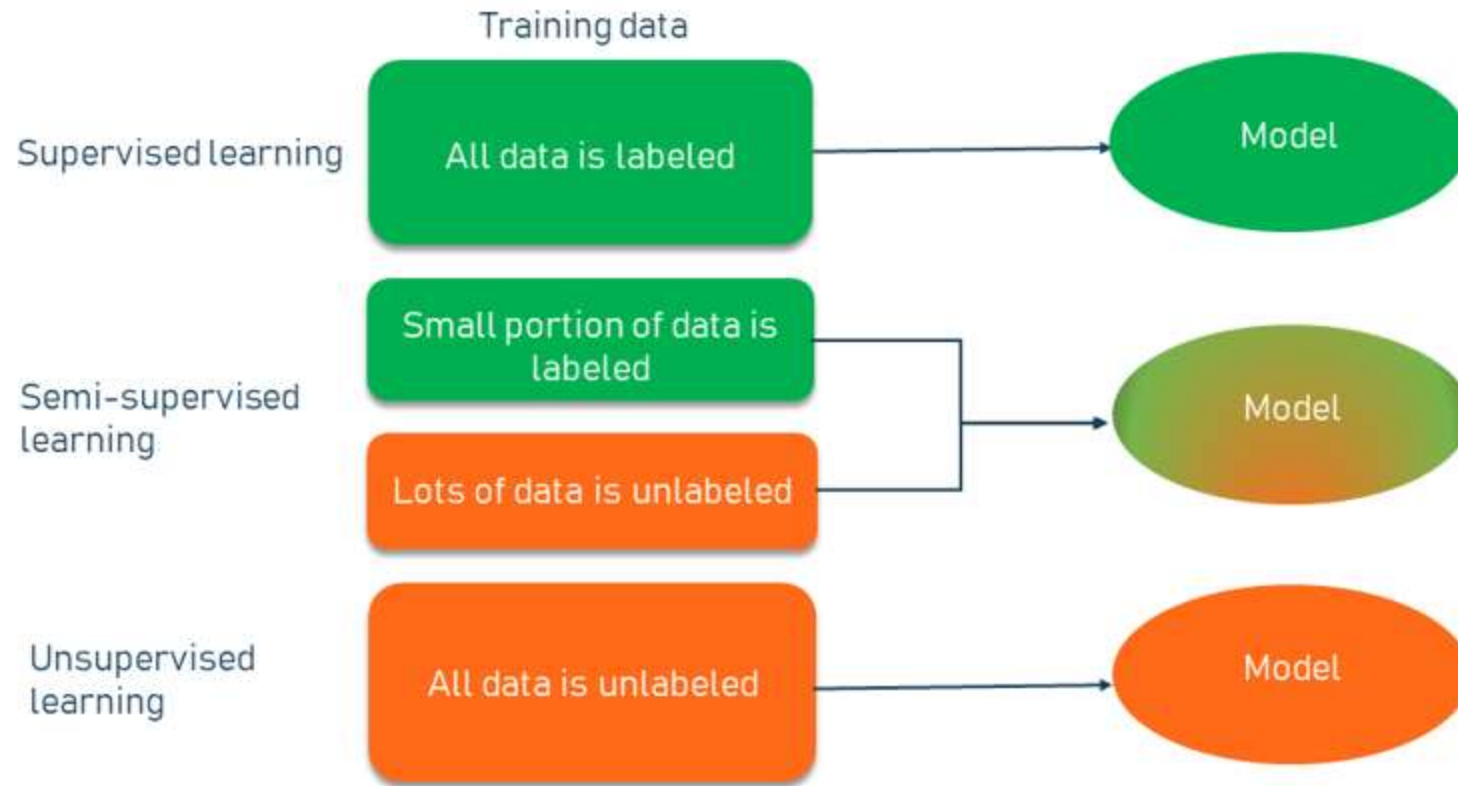 Training data
Supervised learning
All data is labeled
Model
Small portion of data is
labeled
Semi-supervised
learning
Lots of data is unlabeled
Model
Unsupervised
learning
All data is unlabeled
Model